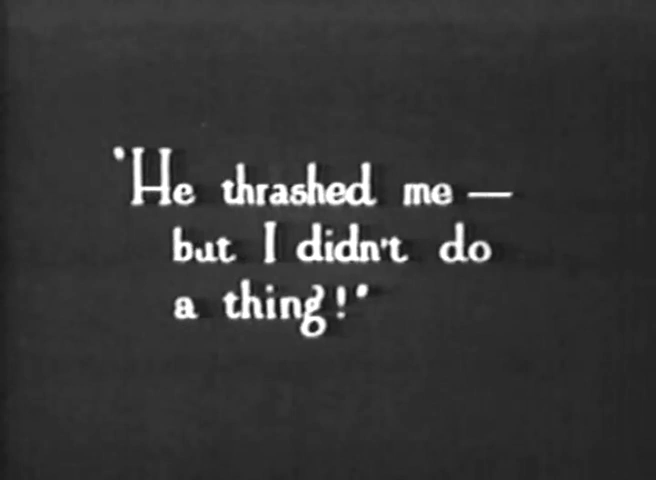 'He thrashed me —
but I didn't do
a thing!'